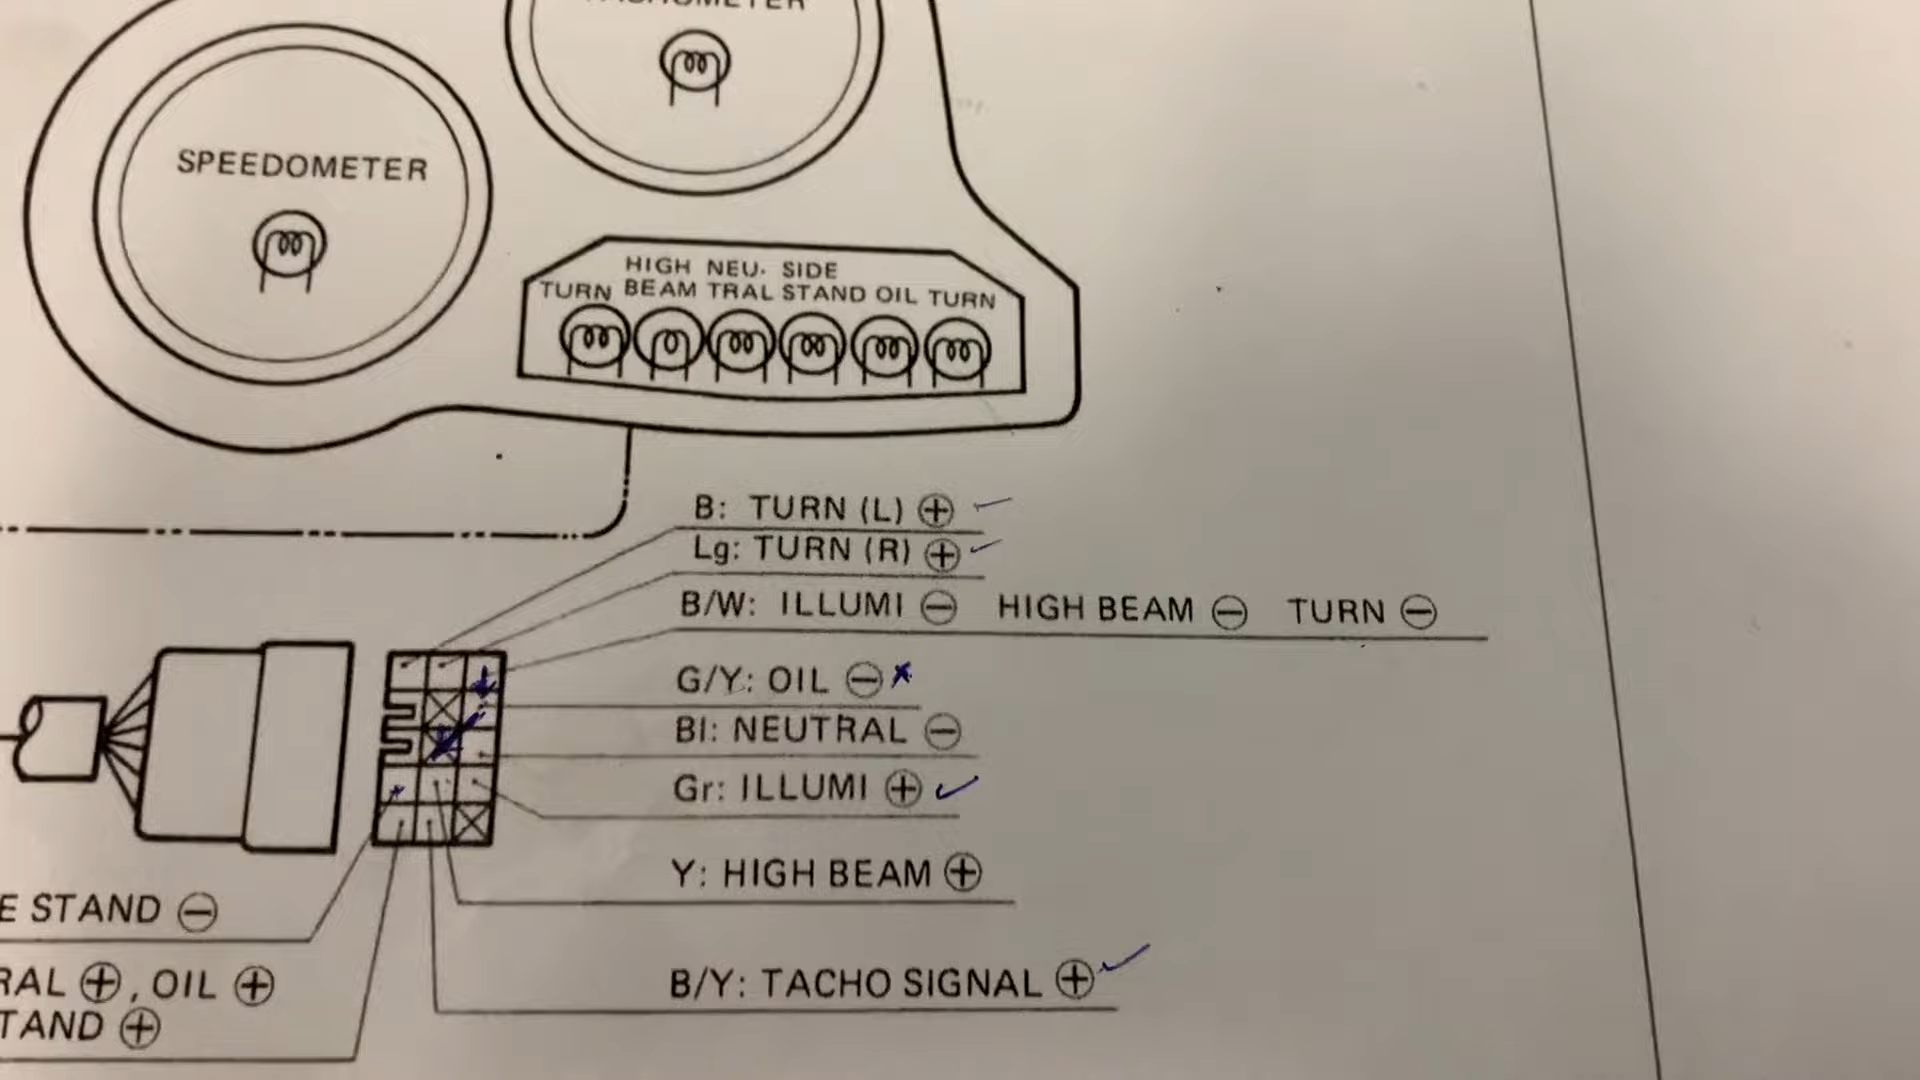 TACHOMETER
SPEEDOMETER
HIGH NEU. SIDE
TURN BEAM TRAL STAND OIL TURN
B: TURN (L) ⊕
Lg: TURN (R) ⊕
B/W: ILLUMI ⊖ HIGH BEAM ⊖ TURN ⊖
G/Y: OIL ⊖
Bl: NEUTRAL ⊖
Gr: ILLUMI ⊕
Y: HIGH BEAM ⊕
E STAND ⊖
RAL ⊕, OIL ⊕
TAND ⊕
B/Y: TACHO SIGNAL ⊕